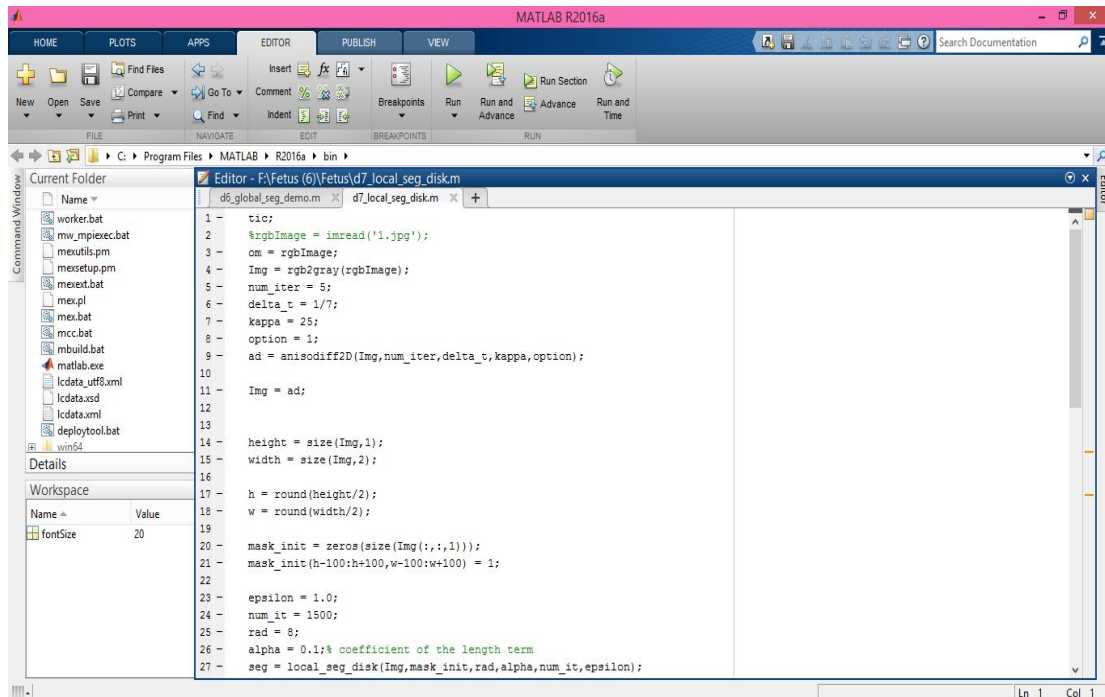 MATLAB R2016a
HOME PLOTS APPS EDITOR PUBLISH VIEW
Search Documentation
New Open Save Find Files Compare Print
FILE
Go To Find
NAVIGATE
Insert fx
Comment
Indent
EDIT
Breakpoints
BREAKPOINTS
Run Run and Advance Run Section Advance Run and Time
RUN
C: Program Files MATLAB R2016a bin
Command Window
Current Folder
Name
worker.bat
mw_mpiexec.bat
mexutils.pm
mexsetup.pm
mexext.bat
mex.pl
mex.bat
mcc.bat
mbuild.bat
matlab.exe
lcdata_utf8.xml
lcdata.xsd
lcdata.xml
deploytool.bat
win64
Details
Workspace
Name Value
fontSize 20
Editor - F:\Fetus (6)\Fetus\d7_local_seg_disk.m
d6_global_seg_demo.m d7_local_seg_disk.m
Editor
1 - tic;
2 %rgbImage = imread('1.jpg');
3 - om = rgbImage;
4 - Img = rgb2gray(rgbImage);
5 - num_iter = 5;
6 - delta_t = 1/7;
7 - kappa = 25;
8 - option = 1;
9 - ad = anisodiff2D(Img,num_iter,delta_t,kappa,option);
10
11 - Img = ad;
12
13
14 - height = size(Img,1);
15 - width = size(Img,2);
16
17 - h = round(height/2);
18 - w = round(width/2);
19
20 - mask_init = zeros(size(Img(:,:,1)));
21 - mask_init(h-100:h+100,w-100:w+100) = 1;
22
23 - epsilon = 1.0;
24 - num_it = 1500;
25 - rad = 8;
26 - alpha = 0.1;% coefficient of the length term
27 - seg = local_seg_disk(Img,mask_init,rad,alpha,num_it,epsilon);
Ln 1 Col 1